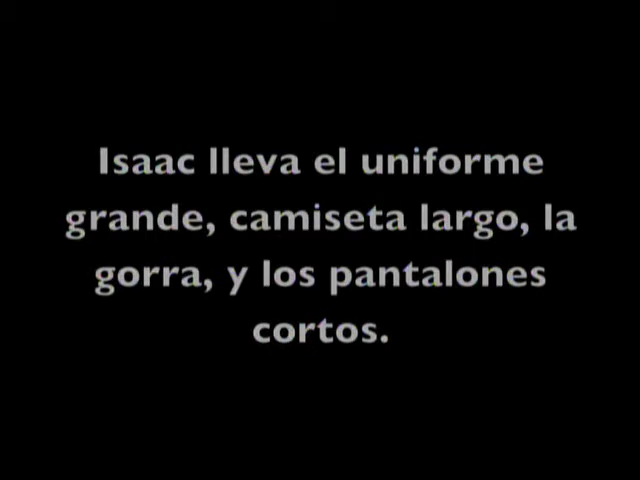 Isaac lleva el uniforme
grande, camiseta largo, la
gorra, y los pantalones
cortos.